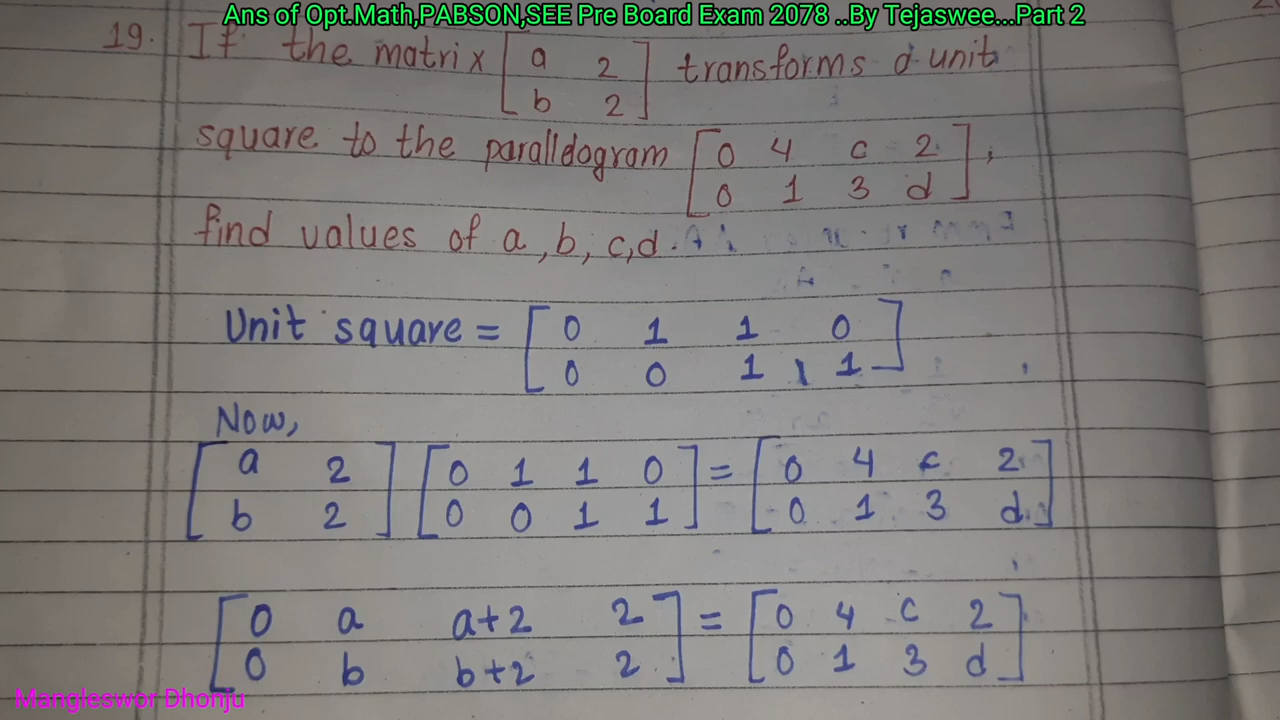 Ans of Opt.Math,PABSON,SEE Pre Board Exam 2078 ..By Tejaswee...Part 2
19. If the matrix [a 2; b 2] transforms d unit
square to the paralldogram [0 4 c 2; 0 1 3 d],
find values of a, b, c, d.
Unit square = [0 1 1 0; 0 0 1 1]
Now,
[a 2; b 2] [0 1 1 0; 0 0 1 1] = [0 4 c 2; 0 1 3 d]
[0 a a+2 2; 0 b b+2 2] = [0 4 c 2; 0 1 3 d]
Mangleswor Dhonju